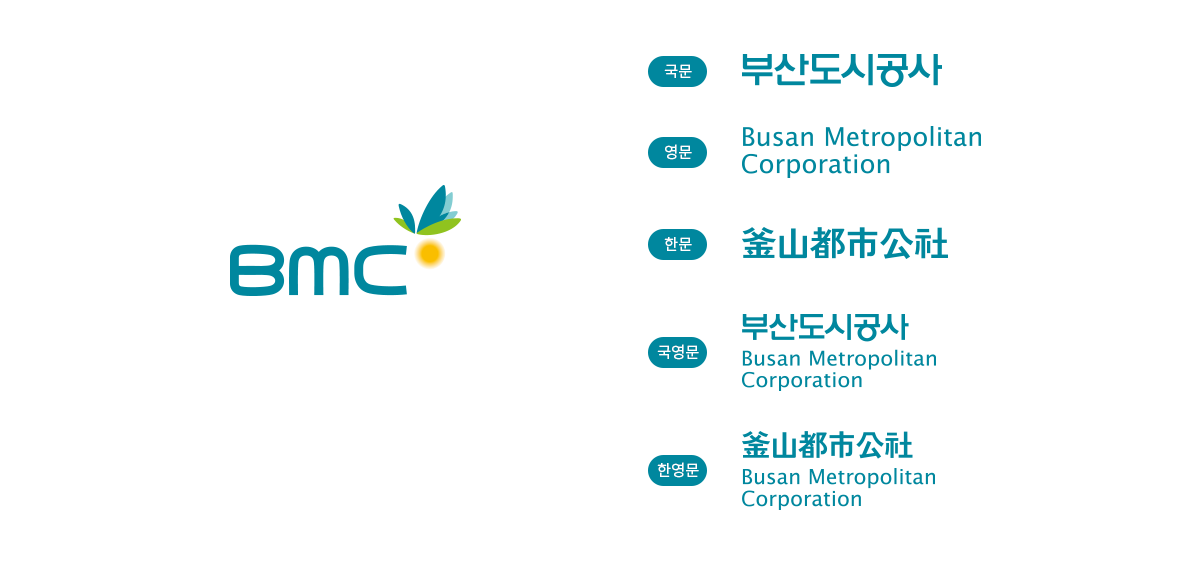 BMC
국문
부산도시공사
영문
Busan Metropolitan
Corporation
한문
釜山都市公社
국영문
부산도시공사
Busan Metropolitan
Corporation
한영문
釜山都市公社
Busan Metropolitan
Corporation